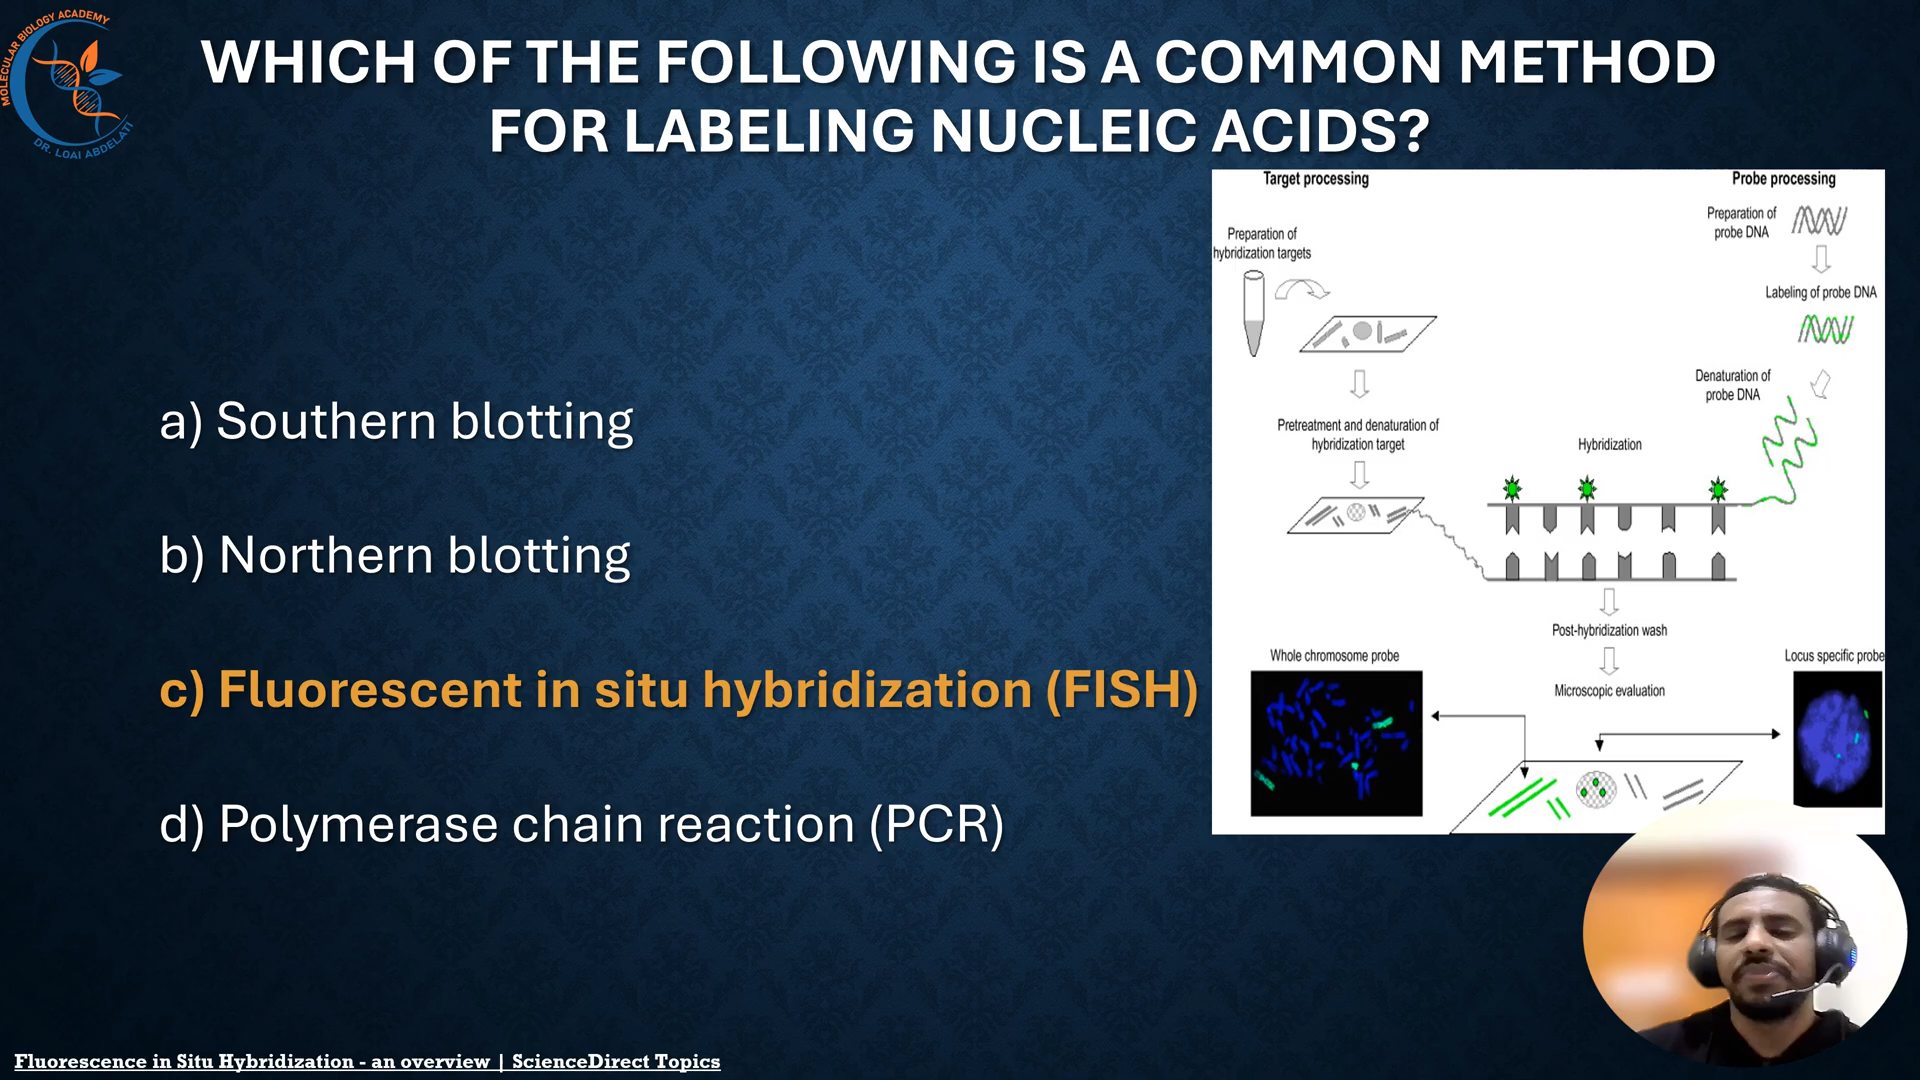 MOLECULAR BIOLOGY ACADEMY
DR. LOAI ABDELATI
WHICH OF THE FOLLOWING IS A COMMON METHOD
FOR LABELING NUCLEIC ACIDS?
a) Southern blotting
b) Northern blotting
c) Fluorescent in situ hybridization (FISH)
d) Polymerase chain reaction (PCR)
Target processing
Probe processing
Preparation of
hybridization targets
Preparation of
probe DNA
Labeling of probe DNA
Denaturation of
probe DNA
Pretreatment and denaturation of
hybridization target
Hybridization
Post-hybridization wash
Whole chromosome probe
Locus specific probe
Microscopic evaluation
Fluorescence in Situ Hybridization - an overview | ScienceDirect Topics